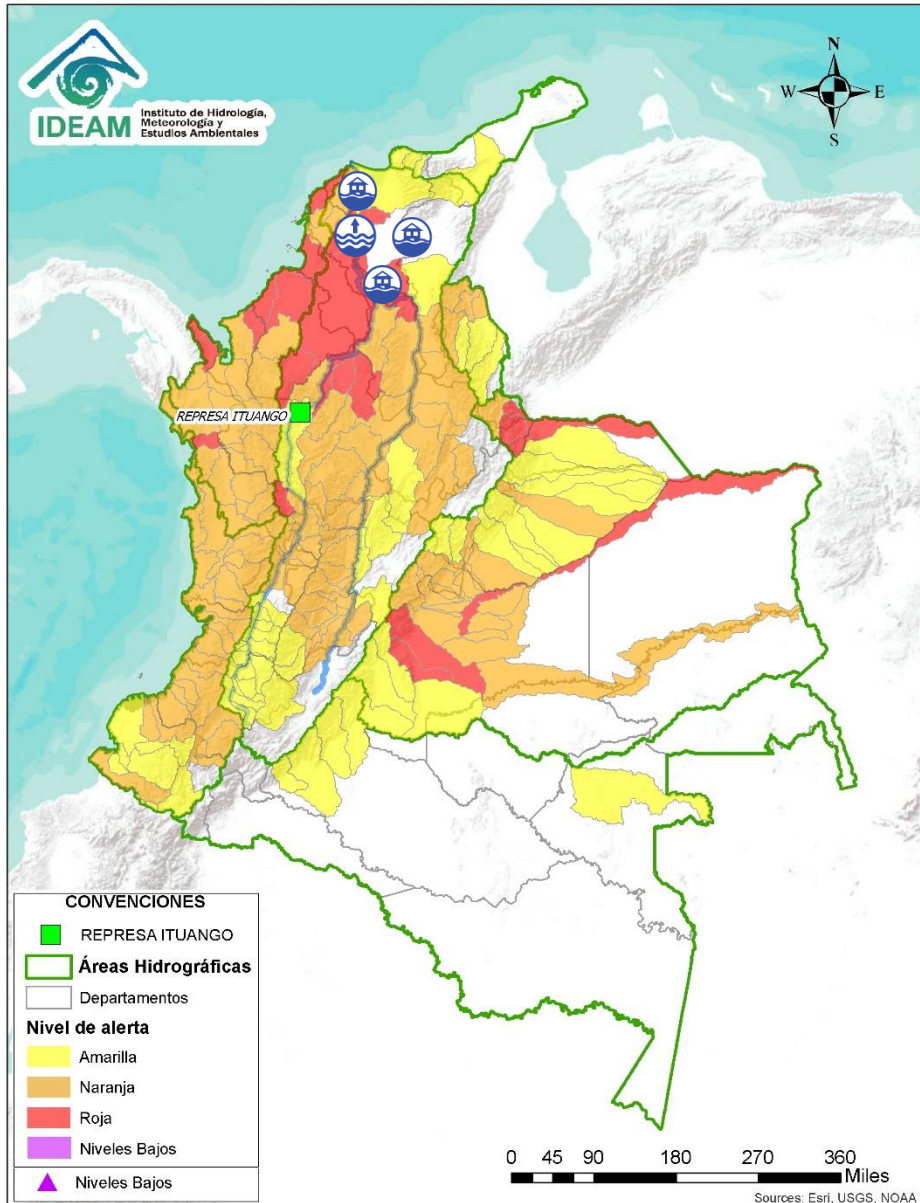 IDEAM
Instituto de Hidrología,
Meteorología y
Estudios Ambientales
N
W
E
S
REPRESA ITUANGO
CONVENCIONES
REPRESA ITUANGO
Áreas Hidrográficas
Departamentos
Nivel de alerta
Amarilla
Naranja
Roja
Niveles Bajos
Niveles Bajos
0 45 90 180 270 360
Miles
Sources: Esri, USGS, NOAA